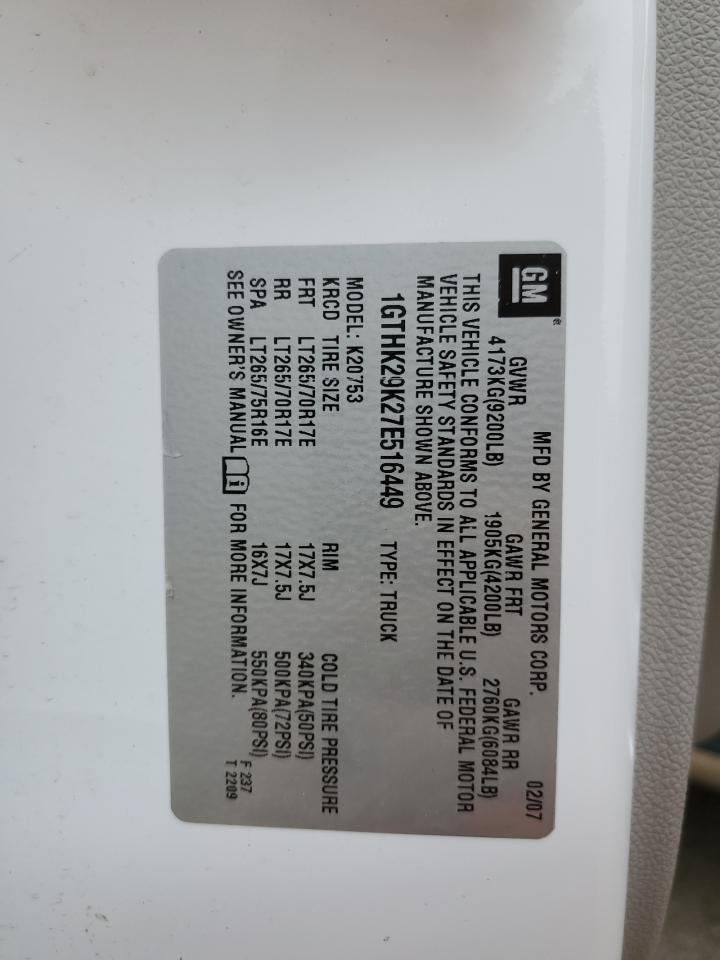 GM®
MFD BY GENERAL MOTORS CORP. 02/07
GVWR GAWR FRT GAWR RR
4173KG(9200LB) 1905KG(4200LB) 2760KG(6084LB)
THIS VEHICLE CONFORMS TO ALL APPLICABLE U.S. FEDERAL MOTOR
VEHICLE SAFETY STANDARDS IN EFFECT ON THE DATE OF
MANUFACTURE SHOWN ABOVE.
1GTHK29K27E516449 TYPE: TRUCK
MODEL: K20753
KRCD TIRE SIZE RIM COLD TIRE PRESSURE
FRT LT265/70R17E 17X7.5J 340KPA(50PSI)
RR LT265/70R17E 17X7.5J 500KPA(72PSI)
SPA LT265/75R16E 16X7J 550KPA(80PSI)
SEE OWNER'S MANUAL FOR MORE INFORMATION.
F 237
T 2209